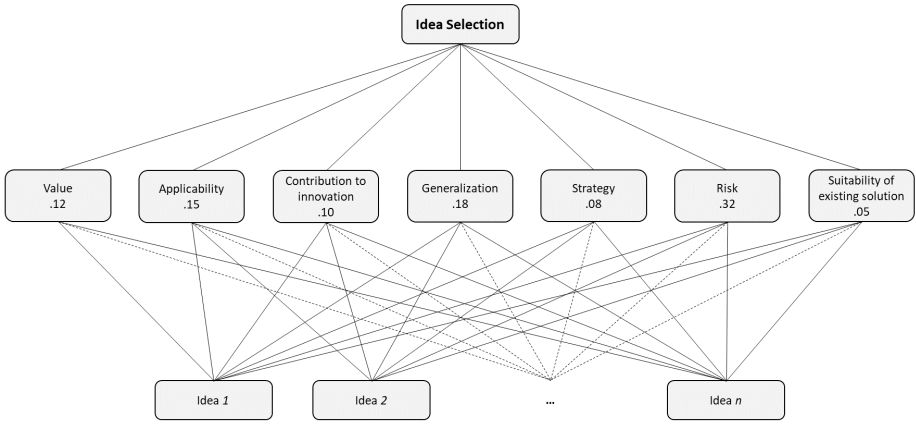 Idea Selection
Value
.12
Applicability
.15
Contribution to
innovation
.10
Generalization
.18
Strategy
.08
Risk
.32
Suitability of
existing solution
.05
Idea 1
Idea 2
...
Idea n